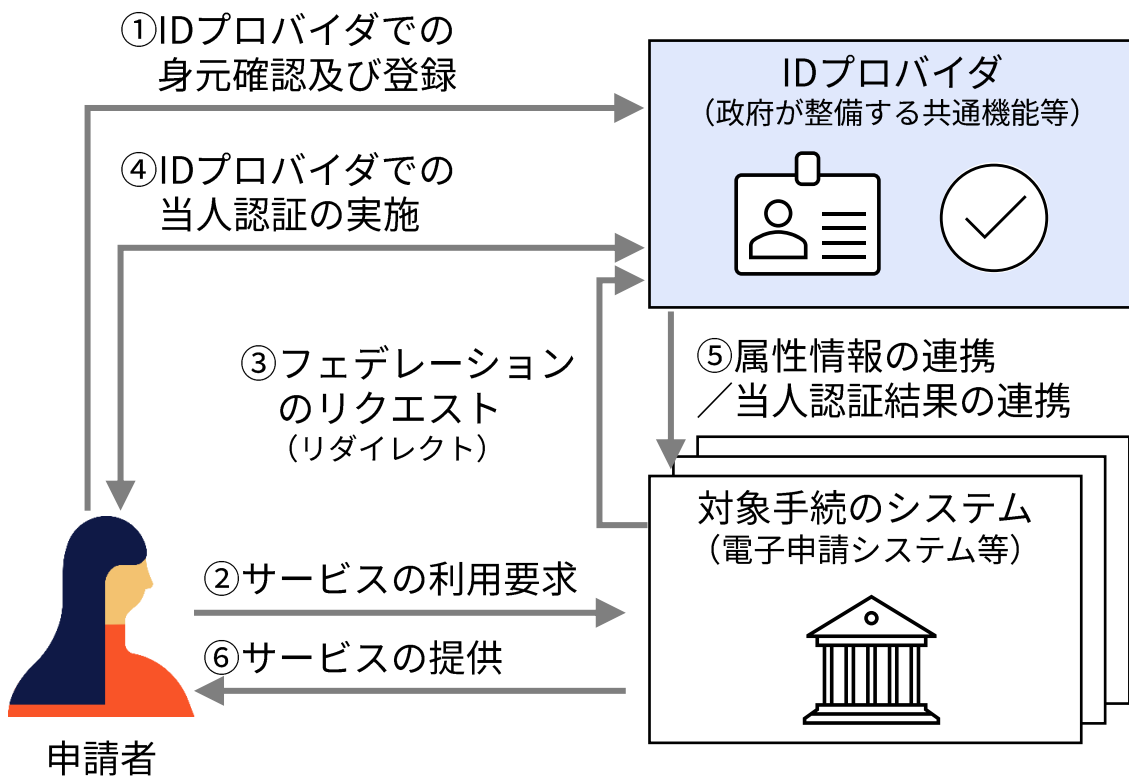 ①IDプロバイダでの
身元確認及び登録
IDプロバイダ
（政府が整備する共通機能等）
④IDプロバイダでの
当人認証の実施
③フェデレーション
のリクエスト
（リダイレクト）
⑤属性情報の連携
／当人認証結果の連携
対象手続のシステム
（電子申請システム等）
②サービスの利用要求
⑥サービスの提供
申請者